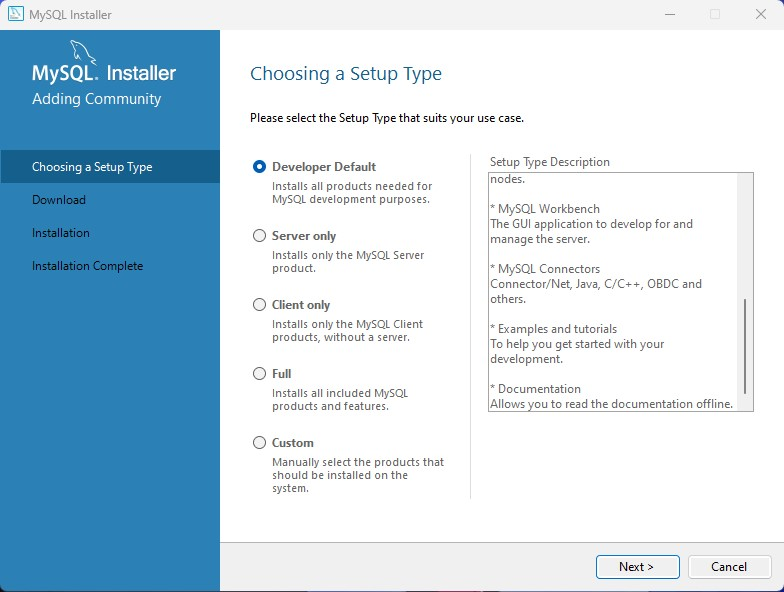 MySQL Installer
MySQL. Installer
Adding Community
Choosing a Setup Type
Download
Installation
Installation Complete
Choosing a Setup Type
Please select the Setup Type that suits your use case.
Developer Default
Installs all products needed for
MySQL development purposes.
Server only
Installs only the MySQL Server
product.
Client only
Installs only the MySQL Client
products, without a server.
Full
Installs all included MySQL
products and features.
Custom
Manually select the products that
should be installed on the
system.
Setup Type Description
nodes.
* MySQL Workbench
The GUI application to develop for and
manage the server.
* MySQL Connectors
Connector/Net, Java, C/C++, OBDC and
others.
* Examples and tutorials
To help you get started with your
development.
* Documentation
Allows you to read the documentation offline.
Next >
Cancel